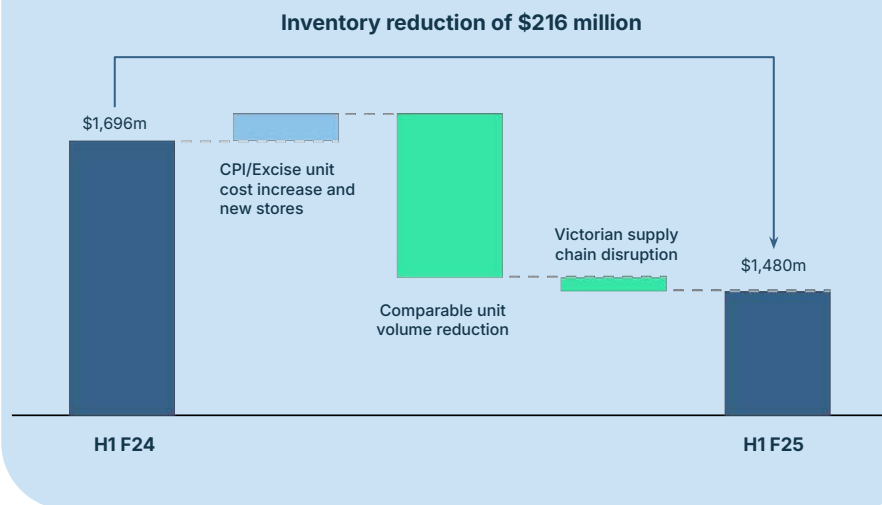 Inventory reduction of $216 million
$1,696m
CPI/Excise unit
cost increase and
new stores
Comparable unit
volume reduction
Victorian supply
chain disruption
$1,480m
H1 F24
H1 F25